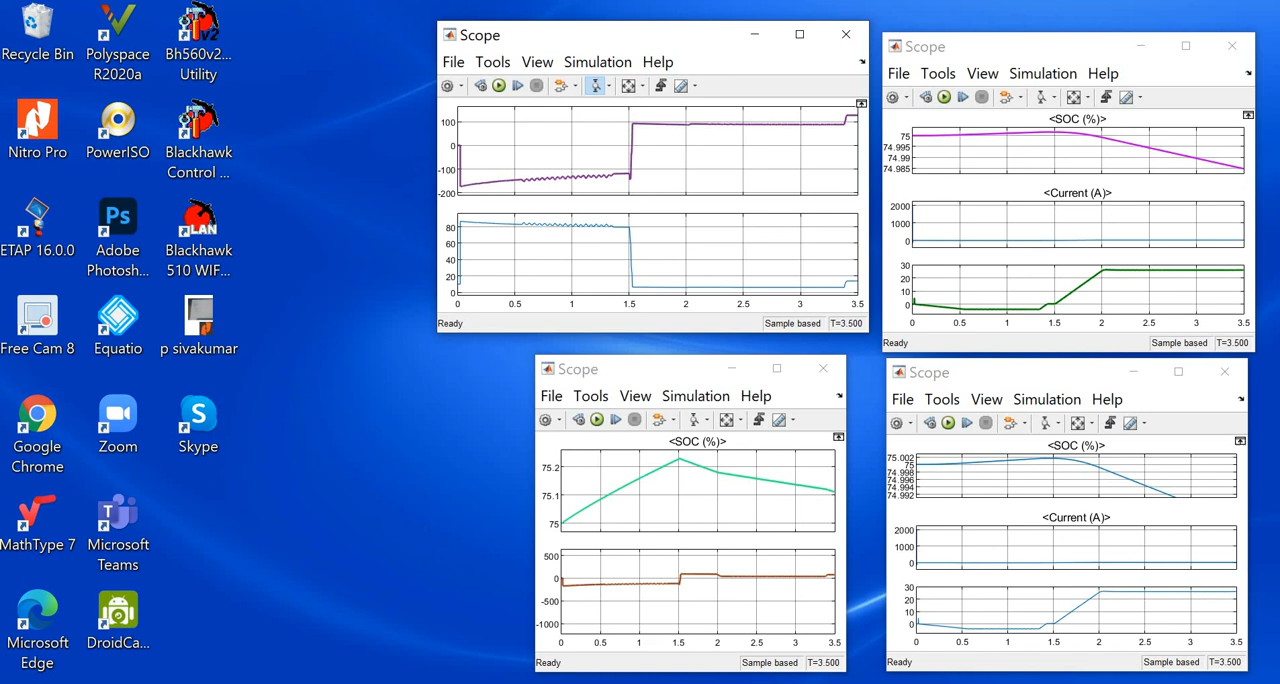 Recycle Bin
Polyspace
R2020a
Bh560v2...
Utility
Nitro Pro
PowerISO
Blackhawk
Control ...
ETAP 16.0.0
Ps
Adobe
Photosh...
LAN
Blackhawk
510 WIF...
Free Cam 8
Equatio
p sivakumar
Google
Chrome
Zoom
Skype
MathType 7
Microsoft
Teams
Microsoft
Edge
DroidCa...
Scope
File Tools View Simulation Help
100
0
-100
-200
80
60
40
20
0
0 0.5 1 1.5 2 2.5 3 3.5
Ready Sample based T=3.500
Scope
File Tools View Simulation Help
<SOC (%)>
75
74.995
74.99
74.985
<Current (A)>
2000
1000
0
30
20
10
0
0 0.5 1 1.5 2 2.5 3 3.5
Ready Sample based T=3.500
Scope
File Tools View Simulation Help
<SOC (%)>
75.2
75.1
75
500
0
-500
-1000
0 0.5 1 1.5 2 2.5 3 3.5
Ready Sample based T=3.500
Scope
File Tools View Simulation Help
<SOC (%)>
75.002
75
74.998
74.996
74.994
74.992
<Current (A)>
2000
1000
0
30
20
10
0
0 0.5 1 1.5 2 2.5 3 3.5
Ready Sample based T=3.500